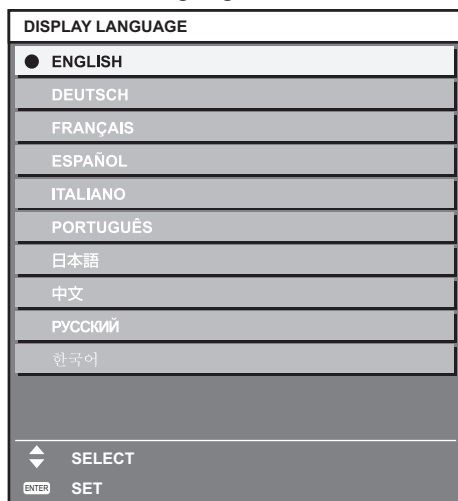 DISPLAY LANGUAGE
ENGLISH
DEUTSCH
FRANÇAIS
ESPAÑOL
ITALIANO
PORTUGUÊS
日本語
中文
РУССКИЙ
한국어
SELECT
ENTER SET